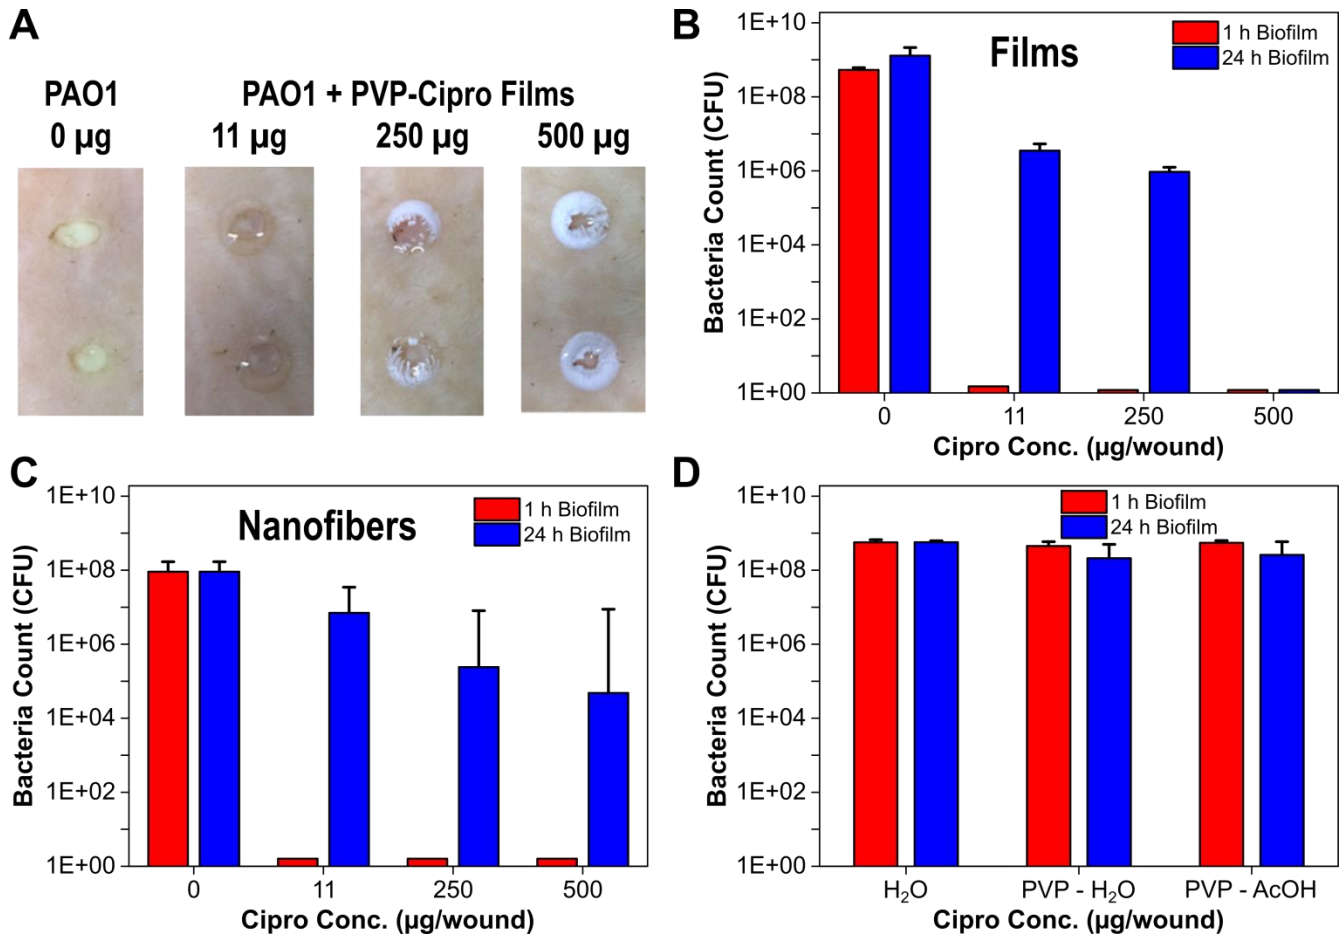 A
PAO1
PAO1 + PVP-Cipro Films
0 µg
11 µg
250 µg
500 µg
B
Films
1 h Biofilm
24 h Biofilm
Bacteria Count (CFU)
1E+10
1E+08
1E+06
1E+04
1E+02
1E+00
0
11
250
500
Cipro Conc. (µg/wound)
C
Nanofibers
1 h Biofilm
24 h Biofilm
Bacteria Count (CFU)
1E+10
1E+08
1E+06
1E+04
1E+02
1E+00
0
11
250
500
Cipro Conc. (µg/wound)
D
1 h Biofilm
24 h Biofilm
Bacteria Count (CFU)
1E+10
1E+08
1E+06
1E+04
1E+02
1E+00
H₂O
PVP - H₂O
PVP - AcOH
Cipro Conc. (µg/wound)